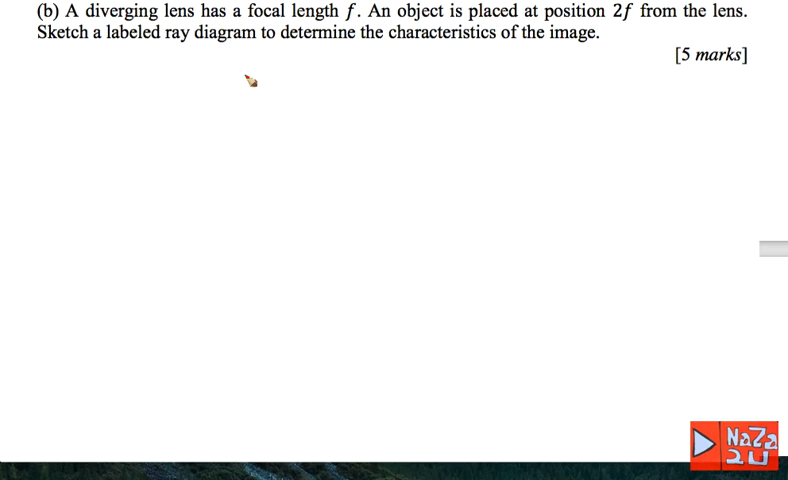 (b) A diverging lens has a focal length f. An object is placed at position 2f from the lens.
Sketch a labeled ray diagram to determine the characteristics of the image.
[5 marks]
NaZa
2U